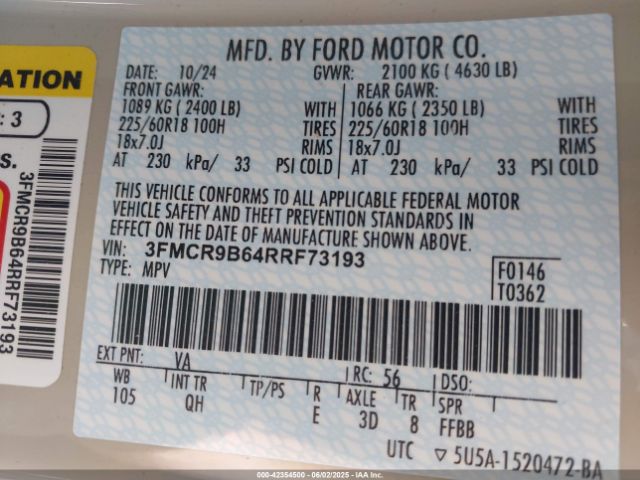 ATION
: 3
s.
3FMCR9B64RRF73193
MFD. BY FORD MOTOR CO.
DATE: 10/24 GVWR: 2100 KG ( 4630 LB)
FRONT GAWR: REAR GAWR:
1089 KG ( 2400 LB) WITH 1066 KG ( 2350 LB) WITH
225/60R18 100H TIRES 225/60R18 100H TIRES
18x7.0J RIMS 18x7.0J RIMS
AT 230 kPa/ 33 PSI COLD AT 230 kPa/ 33 PSI COLD
THIS VEHICLE CONFORMS TO ALL APPLICABLE FEDERAL MOTOR
VEHICLE SAFETY AND THEFT PREVENTION STANDARDS IN
EFFECT ON THE DATE OF MANUFACTURE SHOWN ABOVE.
VIN: 3FMCR9B64RRF73193
TYPE: MPV F0146
T0362
EXT PNT: VA RC: 56 DSO:
WB INT TR TP/PS R AXLE TR SPR
105 QH E 3D 8 FFBB
UTC ▽ 5U5A-1520472-BA
000-42354500 - 06/02/2025 - IAAI.COM